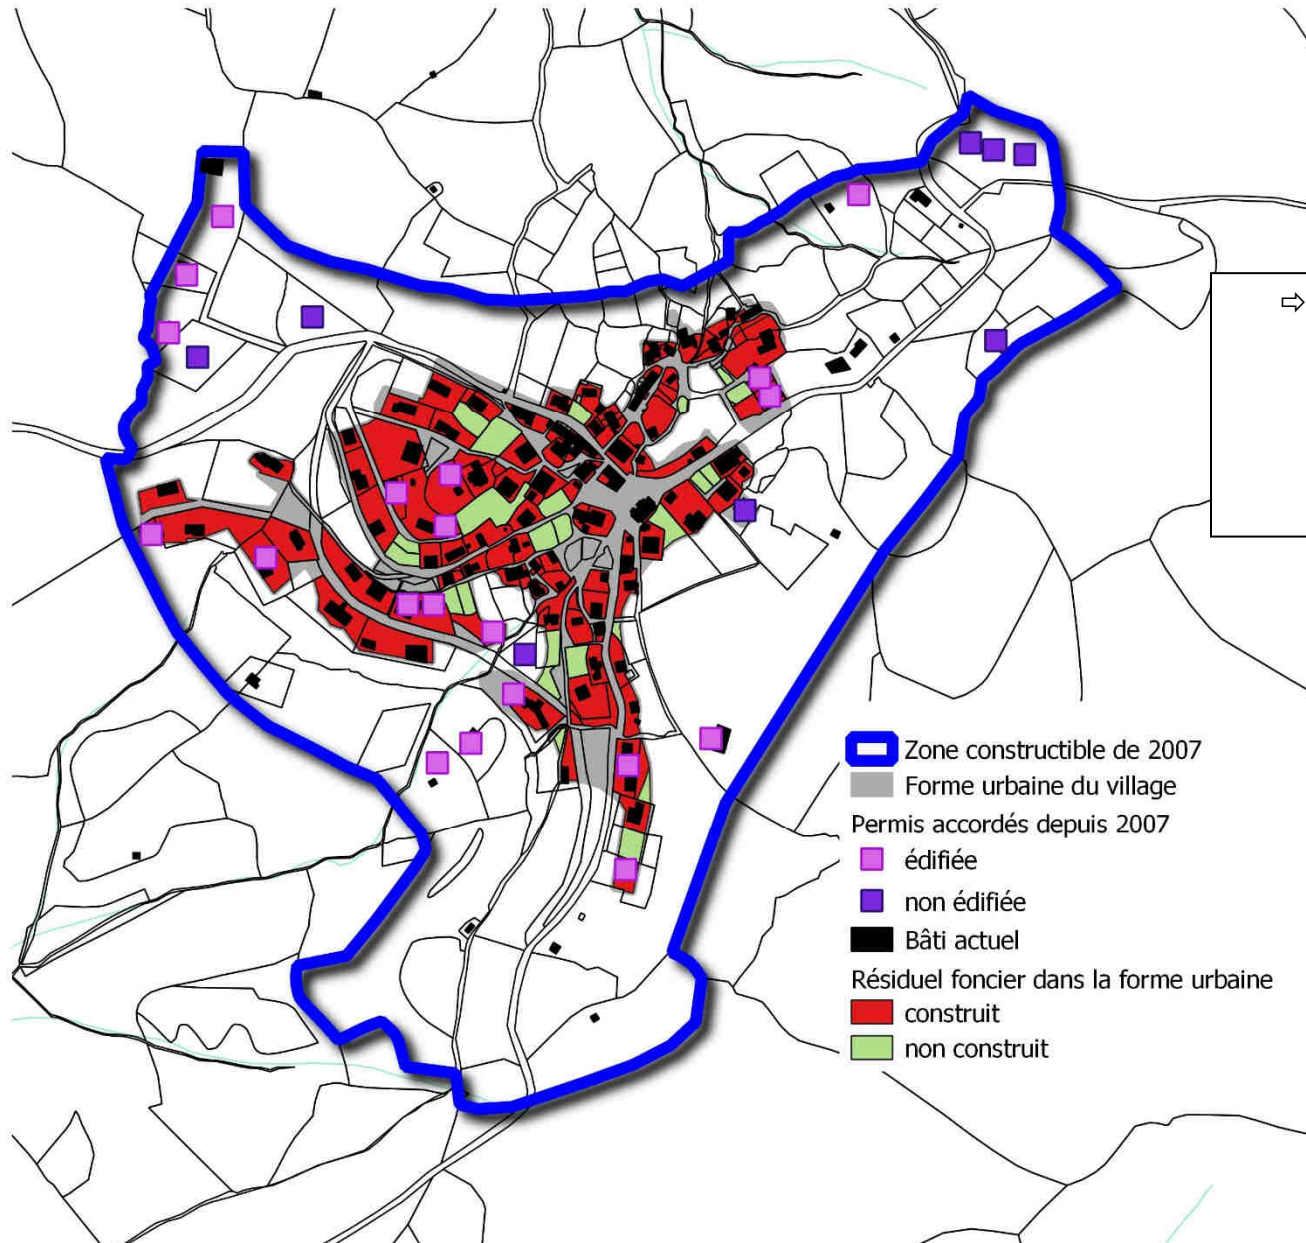 ⇨
Zone constructible de 2007
Forme urbaine du village
Permis accordés depuis 2007
édifiée
non édifiée
Bâti actuel
Résiduel foncier dans la forme urbaine
construit
non construit